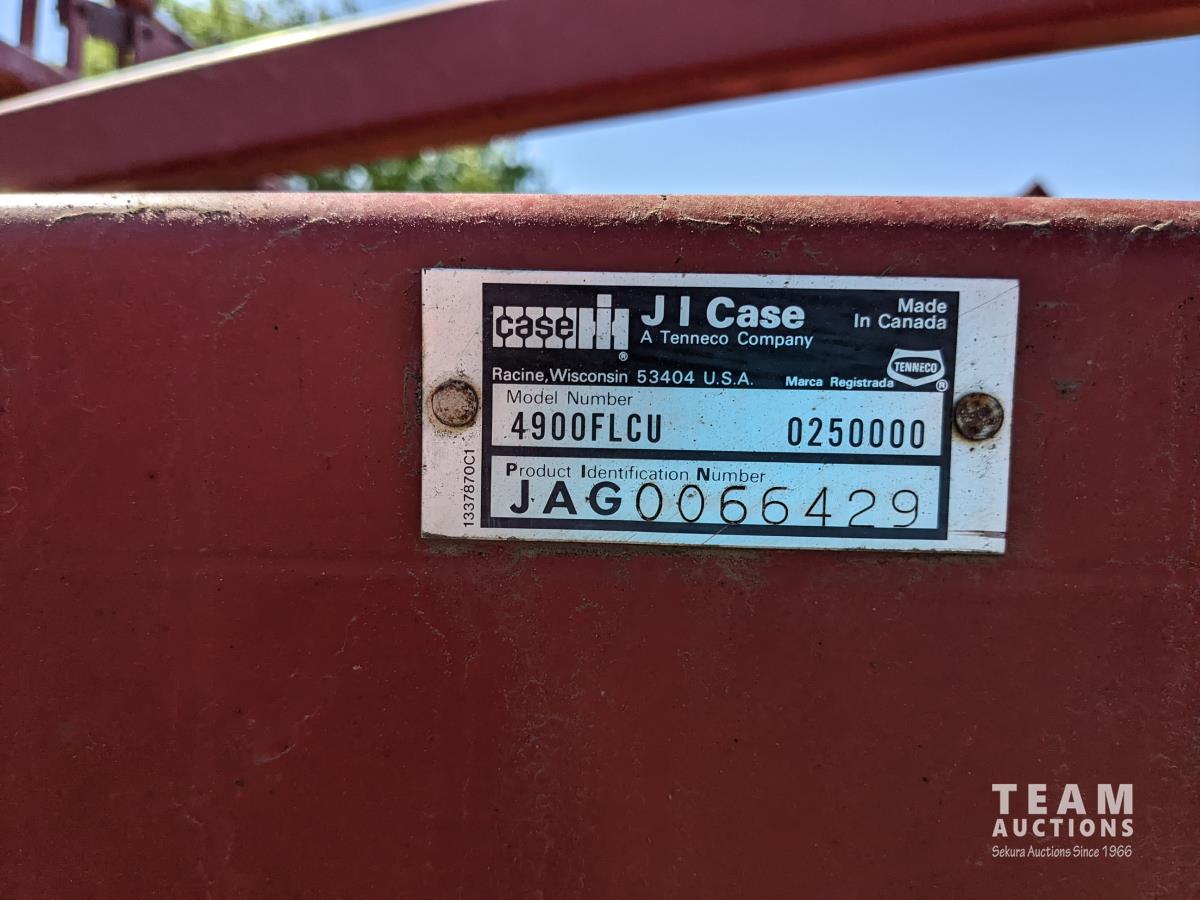 case IH ®
J I Case
A Tenneco Company
Made
In Canada
Racine, Wisconsin 53404 U.S.A.
Marca Registrada
TENNECO ®
Model Number
4900FLCU 0250000
Product Identification Number
JAG0066429
1337870C1
TEAM
AUCTIONS
Sekura Auctions Since 1966